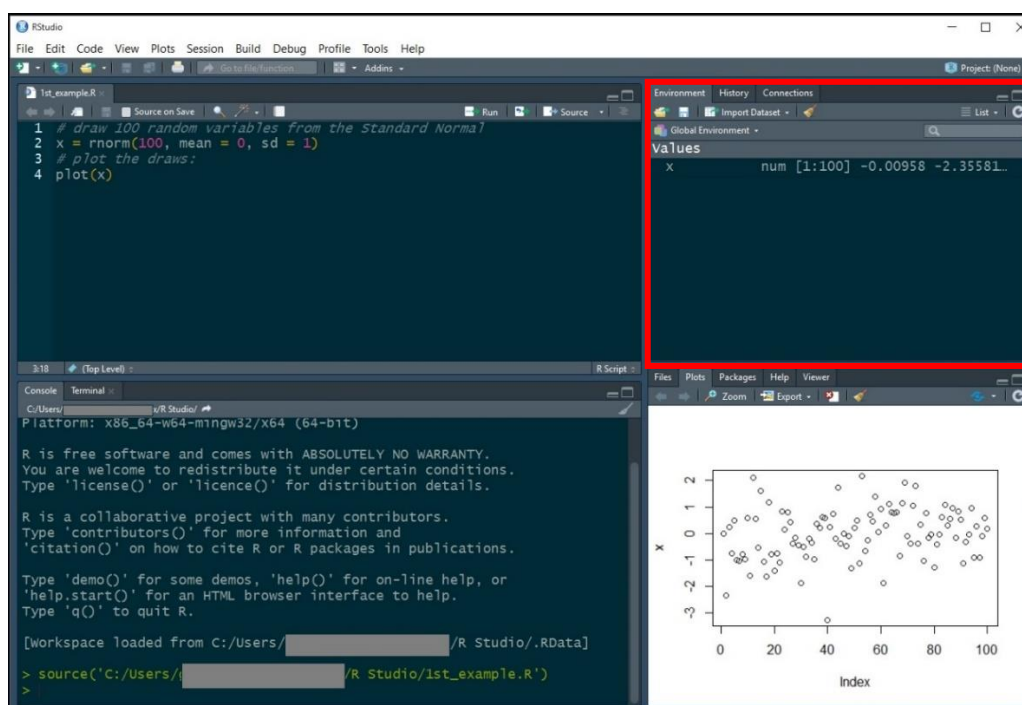 RStudio
File Edit Code View Plots Session Build Debug Profile Tools Help
Go to file/function Addins Project: (None)
1st_example.R
Source on Save Run Source
1 # draw 100 random variables from the Standard Normal
2 x = rnorm(100, mean = 0, sd = 1)
3 # plot the draws:
4 plot(x)
3:18 (Top Level) R Script
Console Terminal
C:/Users/ x/R Studio/
Platform: x86_64-w64-mingw32/x64 (64-bit)
R is free software and comes with ABSOLUTELY NO WARRANTY.
You are welcome to redistribute it under certain conditions.
Type 'license()' or 'licence()' for distribution details.
R is a collaborative project with many contributors.
Type 'contributors()' for more information and
'citation()' on how to cite R or R packages in publications.
Type 'demo()' for some demos, 'help()' for on-line help, or
'help.start()' for an HTML browser interface to help.
Type 'q()' to quit R.
[Workspace loaded from C:/Users/ /R Studio/.RData]
> source('C:/Users/ /R Studio/1st_example.R')
>
Environment History Connections
Import Dataset List
Global Environment
Values
x num [1:100] -0.00958 -2.35581…
Files Plots Packages Help Viewer
Zoom Export
2
1
0
-1
-2
-3
x
0 20 40 60 80 100
Index